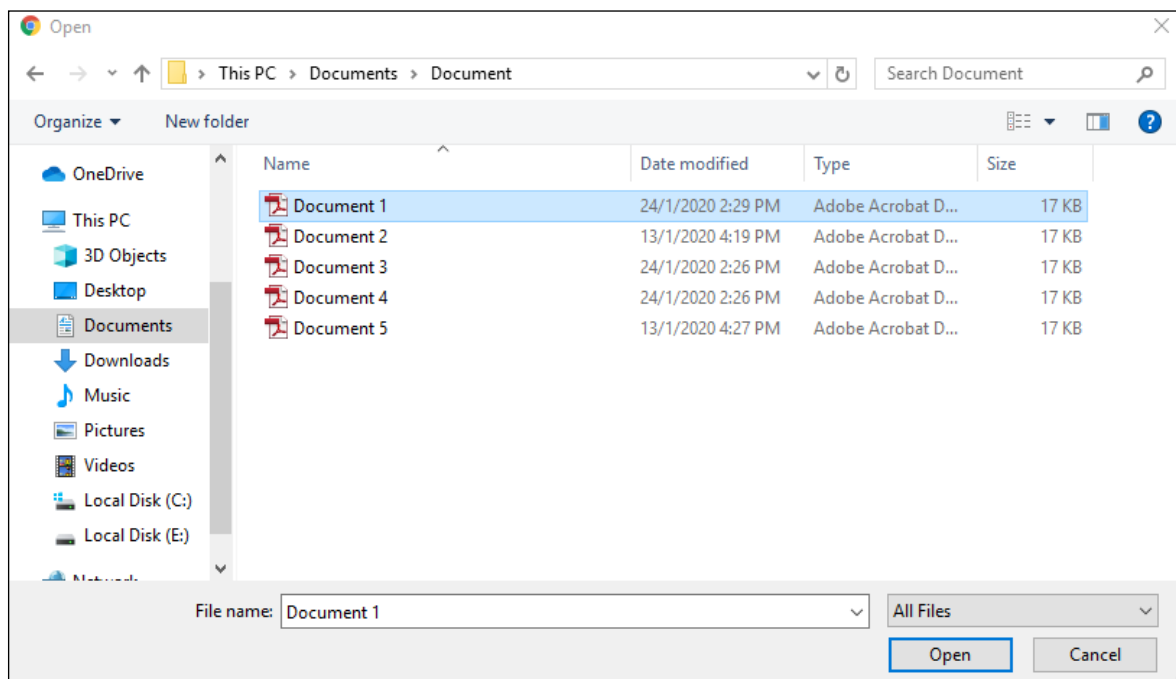 Open
This PC > Documents > Document
Search Document
Organize
New folder
Name Date modified Type Size
OneDrive
This PC
3D Objects
Desktop
Documents
Downloads
Music
Pictures
Videos
Local Disk (C:)
Local Disk (E:)
Document 1 24/1/2020 2:29 PM Adobe Acrobat D... 17 KB
Document 2 13/1/2020 4:19 PM Adobe Acrobat D... 17 KB
Document 3 24/1/2020 2:26 PM Adobe Acrobat D... 17 KB
Document 4 24/1/2020 2:26 PM Adobe Acrobat D... 17 KB
Document 5 13/1/2020 4:27 PM Adobe Acrobat D... 17 KB
File name: Document 1
All Files
Open
Cancel